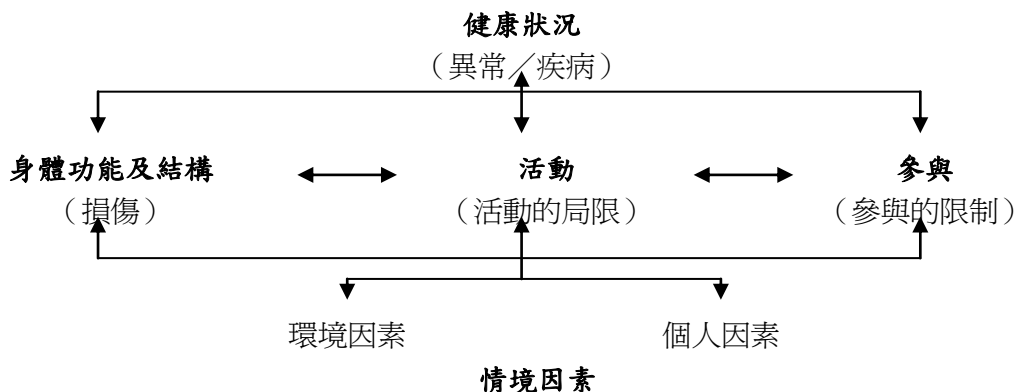 健康狀況
（異常／疾病）
身體功能及結構 活動 參與
（損傷） （活動的局限） （參與的限制）
環境因素 個人因素
情境因素